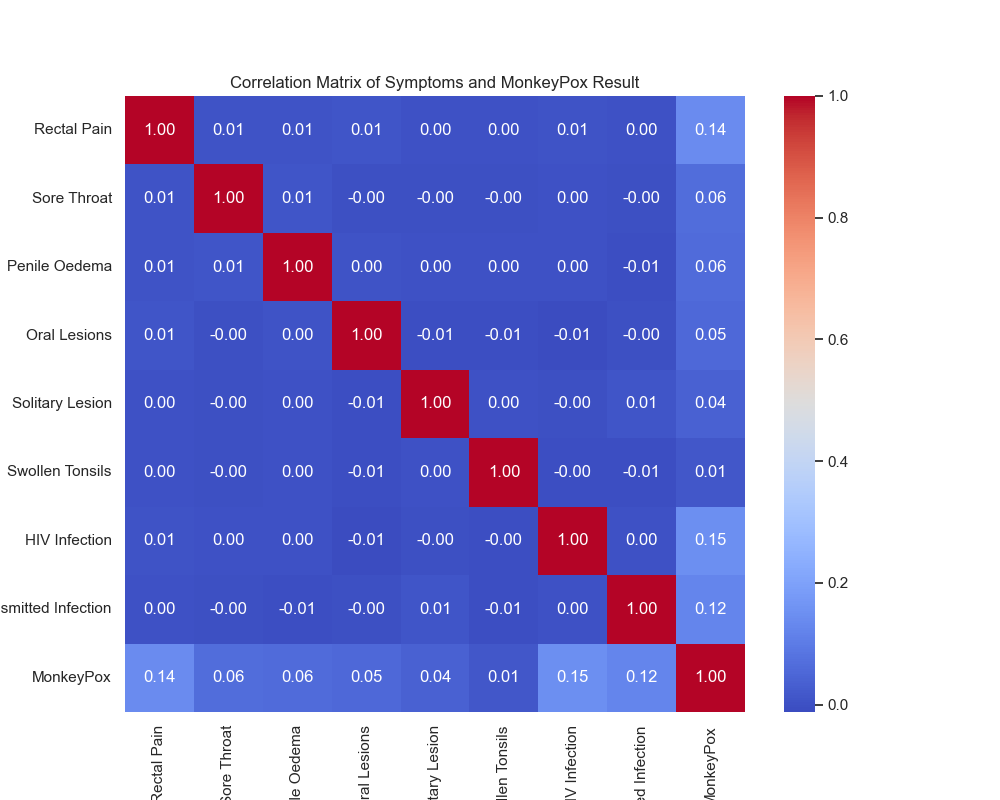 Correlation Matrix of Symptoms and MonkeyPox Result
Rectal Pain 1.00 0.01 0.01 0.01 0.00 0.00 0.01 0.00 0.14
Sore Throat 0.01 1.00 0.01 -0.00 -0.00 -0.00 0.00 -0.00 0.06
Penile Oedema 0.01 0.01 1.00 0.00 0.00 0.00 0.00 -0.01 0.06
Oral Lesions 0.01 -0.00 0.00 1.00 -0.01 -0.01 -0.01 -0.00 0.05
Solitary Lesion 0.00 -0.00 0.00 -0.01 1.00 0.00 -0.00 0.01 0.04
Swollen Tonsils 0.00 -0.00 0.00 -0.01 0.00 1.00 -0.00 -0.01 0.01
HIV Infection 0.01 0.00 0.00 -0.01 -0.00 -0.00 1.00 0.00 0.15
smitted Infection 0.00 -0.00 -0.01 -0.00 0.01 -0.01 0.00 1.00 0.12
MonkeyPox 0.14 0.06 0.06 0.05 0.04 0.01 0.15 0.12 1.00
Rectal Pain
Sore Throat
le Oedema
ral Lesions
tary Lesion
llen Tonsils
IV Infection
ed Infection
MonkeyPox
1.0
0.8
0.6
0.4
0.2
0.0